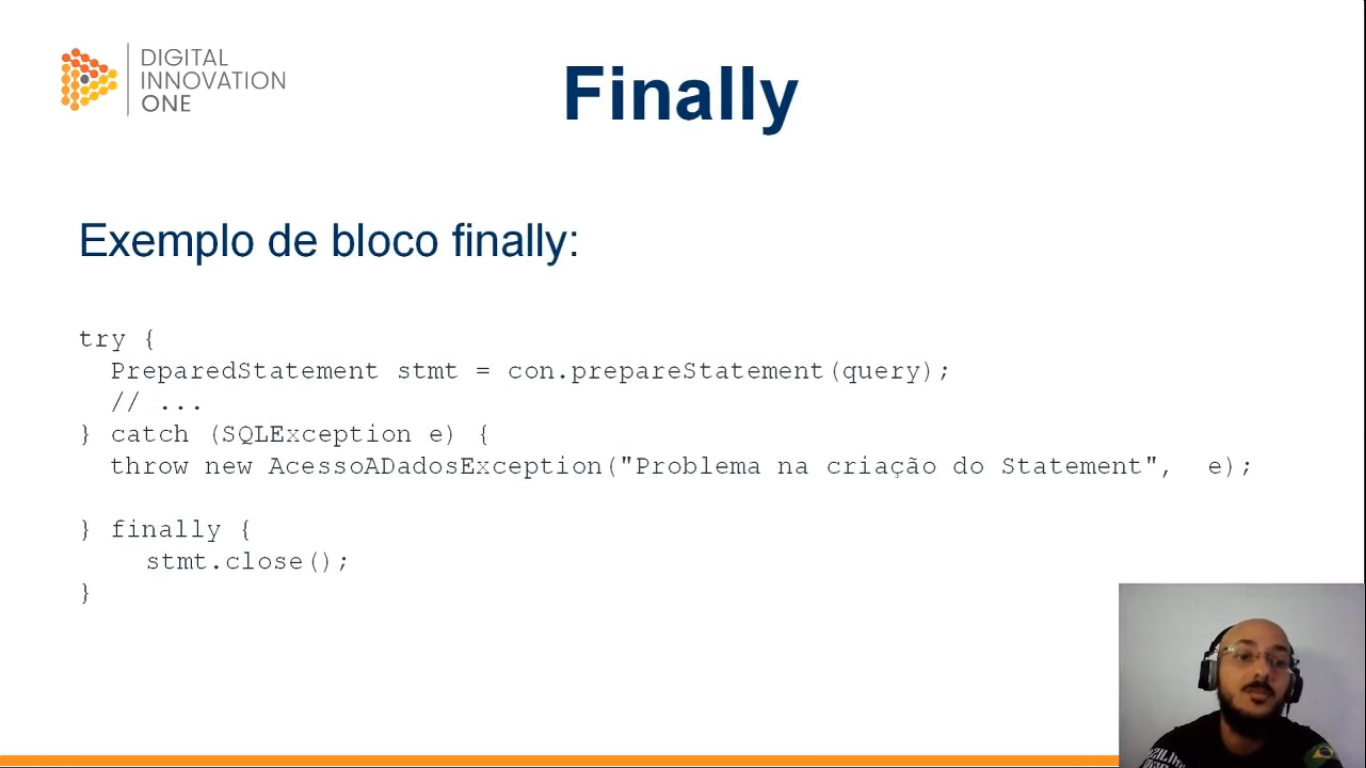 DIGITAL
INNOVATION
ONE
Finally
Exemplo de bloco finally:
try {
PreparedStatement stmt = con.prepareStatement(query);
// ...
} catch (SQLException e) {
throw new AcessoADadosException("Problema na criação do Statement", e);
} finally {
stmt.close();
}